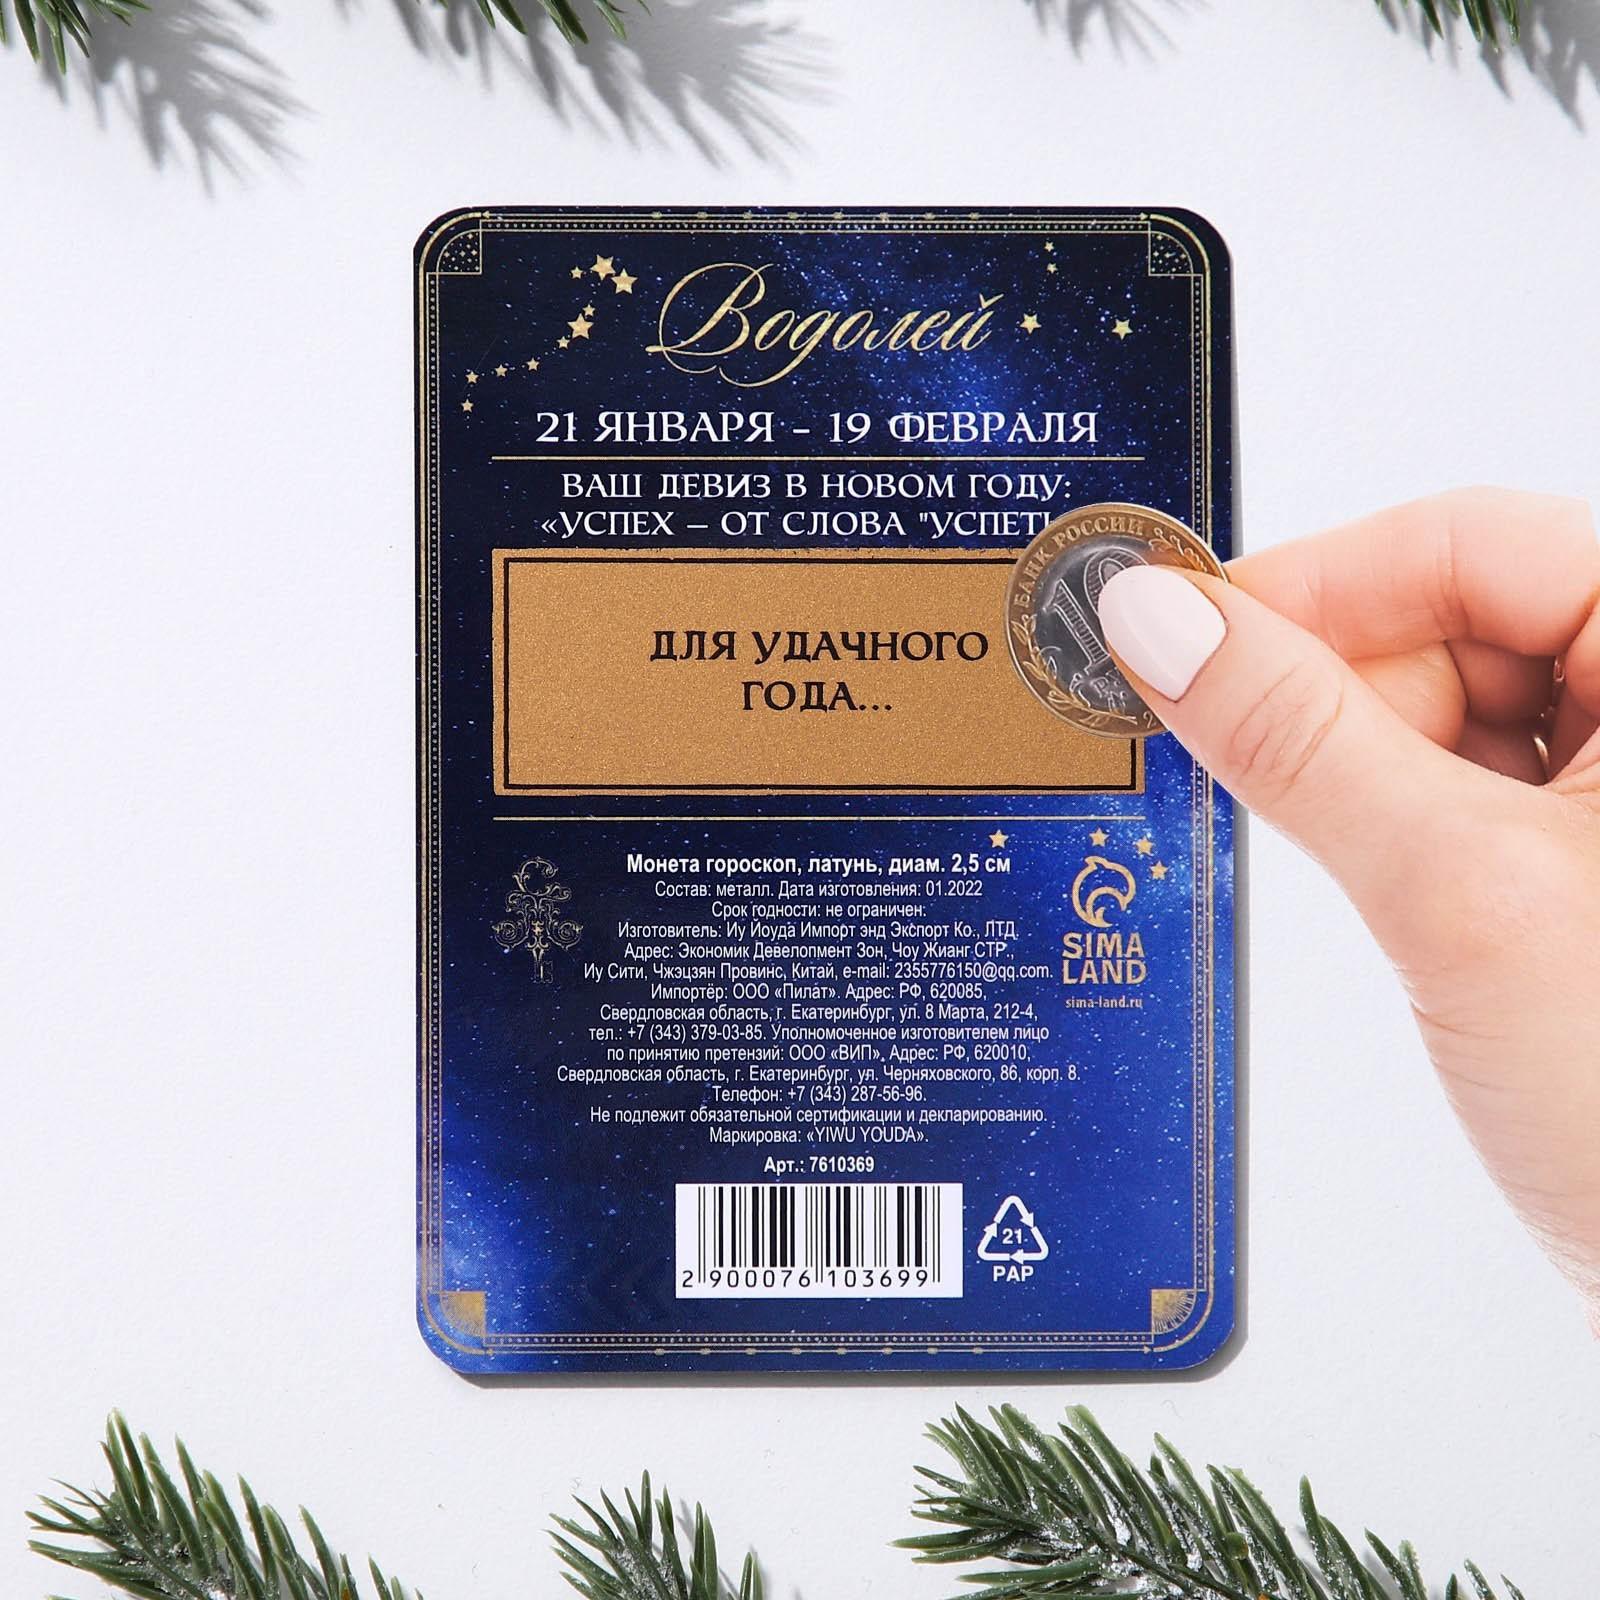 Водолей
21 ЯНВАРЯ – 19 ФЕВРАЛЯ
ВАШ ДЕВИЗ В НОВОМ ГОДУ:
«УСПЕХ – ОТ СЛОВА "УСПЕТЬ
БАНК РОССИИ
10
ДЛЯ УДАЧНОГО
ГОДА...
Монета гороскоп, латунь, диам. 2,5 см
Состав: металл. Дата изготовления: 01.2022
Срок годности: не ограничен.
Изготовитель: Иу Йоуда Импорт энд Экспорт Ко., ЛТД.
Адрес: Экономик Девелопмент Зон, Чоу Жианг СТР.,
Иу Сити, Чжэцзян Провинс, Китай, e-mail: 2355776150@qq.com.
Импортёр: ООО «Пилат». Адрес: РФ, 620085,
Свердловская область, г. Екатеринбург, ул. 8 Марта, 212-4,
тел.: +7 (343) 379-03-85. Уполномоченное изготовителем лицо
по принятию претензий: ООО «ВИП». Адрес: РФ, 620010,
Свердловская область, г. Екатеринбург, ул. Черняховского, 86, корп. 8.
Телефон: +7 (343) 287-56-96.
Не подлежит обязательной сертификации и декларированию.
Маркировка: «YIWU YOUDA».
Арт.: 7610369
SIMA
LAND
sima-land.ru
2 900076 103699
21
PAP